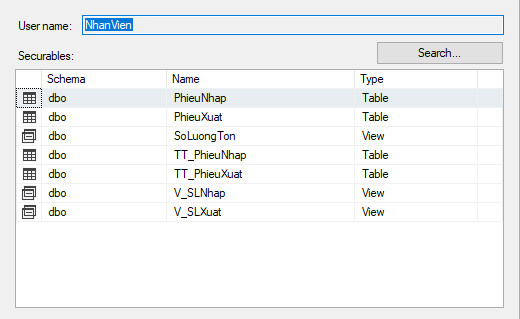 User name: NhanVien
Securables: Search...
Schema Name Type
dbo PhieuNhap Table
dbo PhieuXuat Table
dbo SoLuongTon View
dbo TT_PhieuNhap Table
dbo TT_PhieuXuat Table
dbo V_SLNhap View
dbo V_SLXuat View